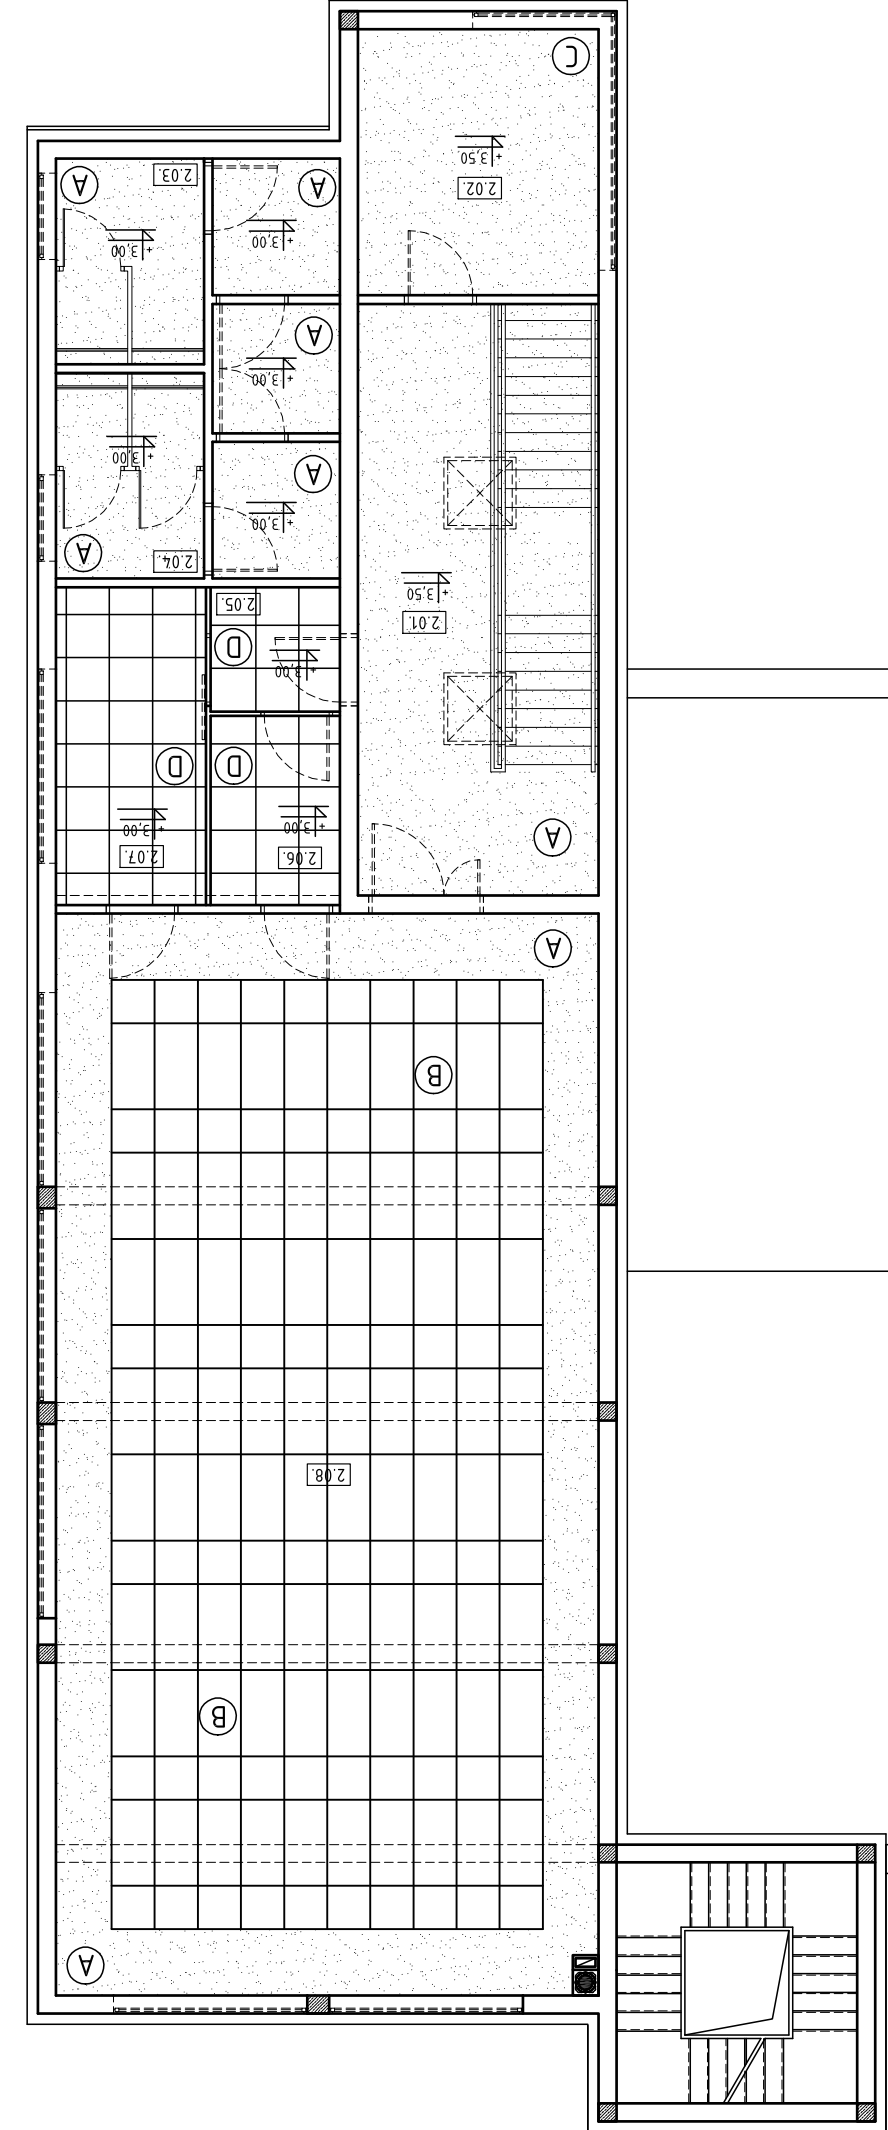 A
B
2.08.
B
A
A
2.06.
2.07.
+3,00
+3,00
D
D
+3,00
D
2.01.
+3,50
2.05.
2.04.
A
+3,00
A
+3,00
+3,00
A
+3,00
+3,00
2.02.
+3,50
A
A
2.03.
C